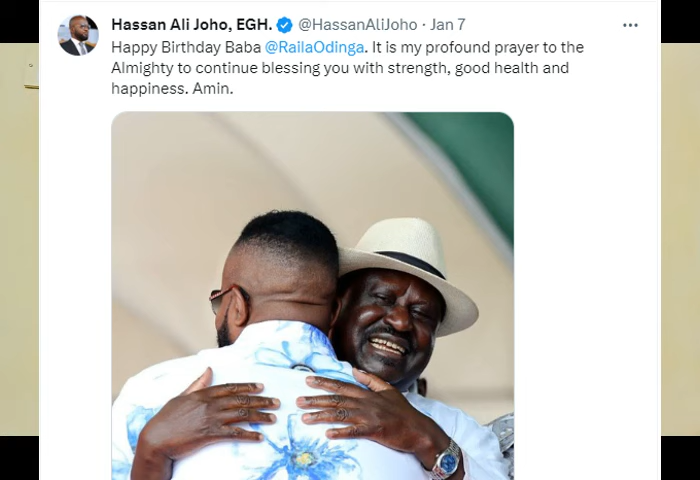 Hassan Ali Joho, EGH. @HassanAliJoho · Jan 7
Happy Birthday Baba @RailaOdinga. It is my profound prayer to the
Almighty to continue blessing you with strength, good health and
happiness. Amin.